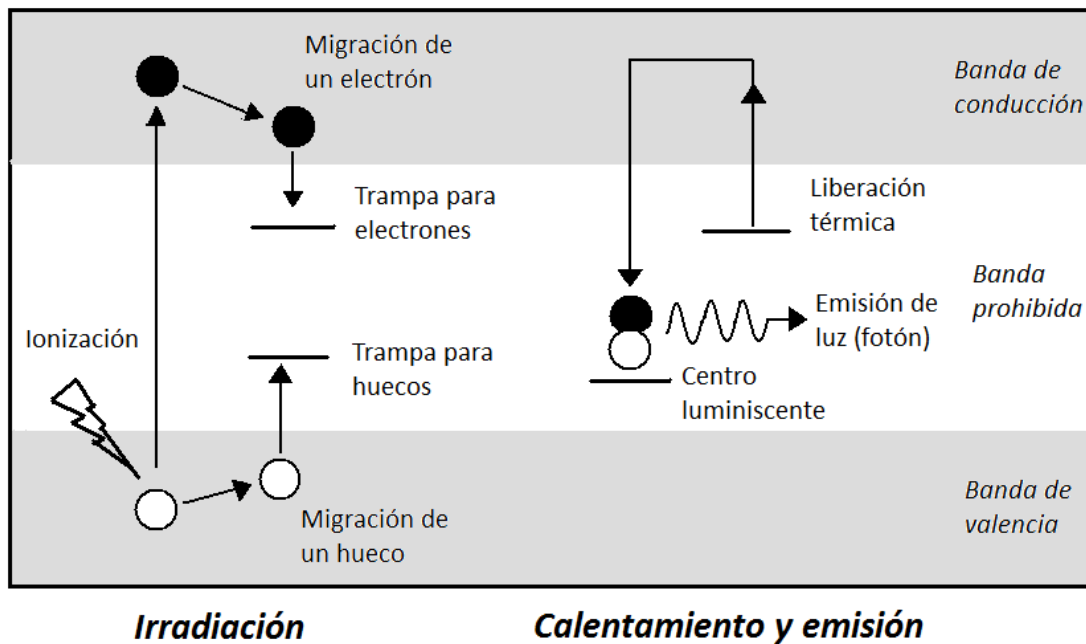 Migración de
un electrón
Banda de
conducción
Trampa para
electrones
Liberación
térmica
Banda
prohibida
Ionización
Emisión de
luz (fotón)
Trampa para
huecos
Centro
luminiscente
Migración de
un hueco
Banda de
valencia
Irradiación
Calentamiento y emisión